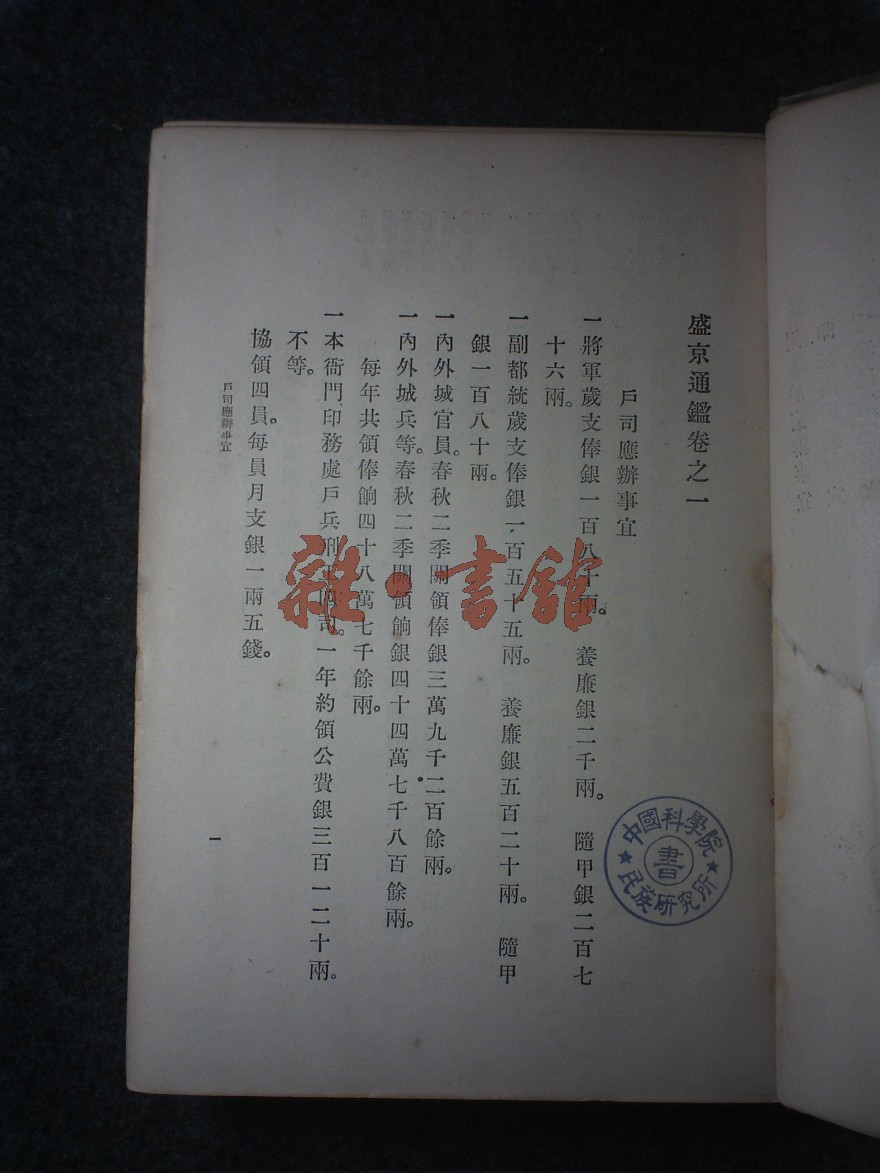 盛京通鑑卷之一
戶司應辦事宜
一將軍歲支俸銀一百八十兩。養廉銀二千兩。隨甲銀二百七
十六兩。
一副都統歲支俸銀一百五十五兩。養廉銀五百二十兩。隨甲
銀一百八十兩。
一內外城官員。春秋二季開領俸銀三萬九千二百餘兩。
一內外城兵等。春秋二季關領餉銀四十四萬七千八百餘兩。
每年共領俸餉四十八萬七千餘兩。
一本衙門印務處戶兵刑工四司。一年約領公費銀三百一二十兩。
不等。
協領四員。每員月支銀一兩五錢。
戶司應辦事宜
一
雜·書館
中國科學院
民族研究所
書